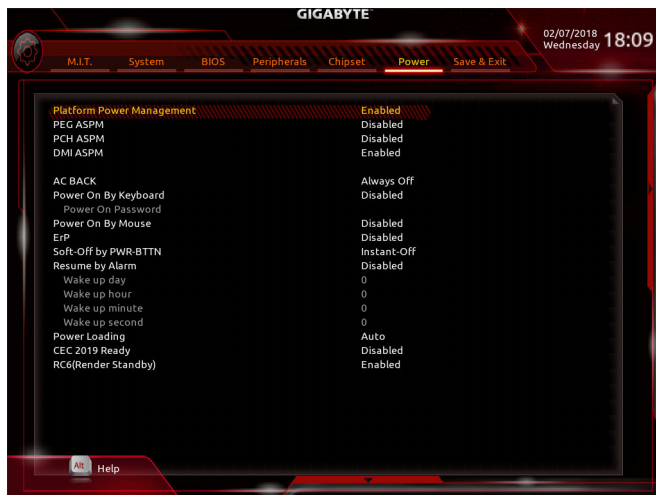 GIGABYTE™
02/07/2018
Wednesday 18:09
M.I.T. System BIOS Peripherals Chipset Power Save & Exit
Platform Power Management Enabled
PEG ASPM Disabled
PCH ASPM Disabled
DMI ASPM Enabled
AC BACK Always Off
Power On By Keyboard Disabled
Power On Password
Power On By Mouse Disabled
ErP Disabled
Soft-Off by PWR-BTTN Instant-Off
Resume by Alarm Disabled
Wake up day 0
Wake up hour 0
Wake up minute 0
Wake up second 0
Power Loading Auto
CEC 2019 Ready Disabled
RC6(Render Standby) Enabled
Alt Help